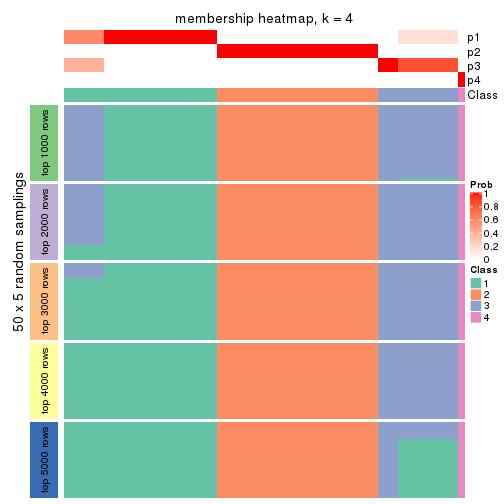 membership heatmap, k = 4
p1
p2
p3
p4
Class
50 x 5 random samplings
top 1000 rows
top 2000 rows
top 3000 rows
top 4000 rows
top 5000 rows
Prob
1
0.8
0.6
0.4
0.2
0
Class
1
2
3
4